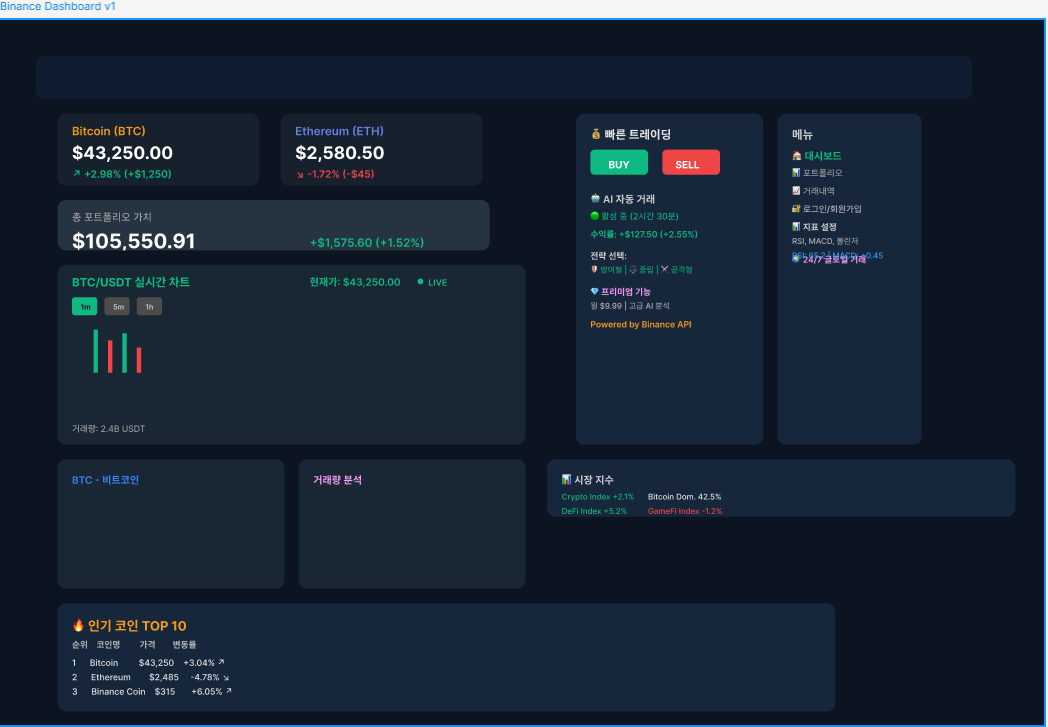 Binance Dashboard v1
Bitcoin (BTC)
$43,250.00
↗ +2.98% (+$1,250)
Ethereum (ETH)
$2,580.50
↘ -1.72% (-$45)
총 포트폴리오 가치
$105,550.91
+$1,575.60 (+1.52%)
BTC/USDT 실시간 차트
현재가: $43,250.00
● LIVE
1m
5m
1h
거래량: 2.4B USDT
💰 빠른 트레이딩
BUY
SELL
🤖 AI 자동 거래
🟢 활성 중 (2시간 30분)
수익률: +$127.50 (+2.55%)
전략 선택:
🛡 방어형 | ⚖ 중립 | ⚔ 공격형
💎 프리미엄 기능
월 $9.99 | 고급 AI 분석
Powered by Binance API
메뉴
🏠 대시보드
📊 포트폴리오
📈 거래내역
🔐 로그인/회원가입
📊 지표 설정
RSI, MACD, 볼린저
🌍 24/7 글로벌 거래
BTC - 비트코인
거래량 분석
📊 시장 지수
Crypto Index +2.1% Bitcoin Dom. 42.5%
DeFi Index +5.2% GameFi Index -1.2%
🔥 인기 코인 TOP 10
순위 코인명 가격 변동률
1 Bitcoin $43,250 +3.04% ↗
2 Ethereum $2,485 -4.78% ↘
3 Binance Coin $315 +6.05% ↗